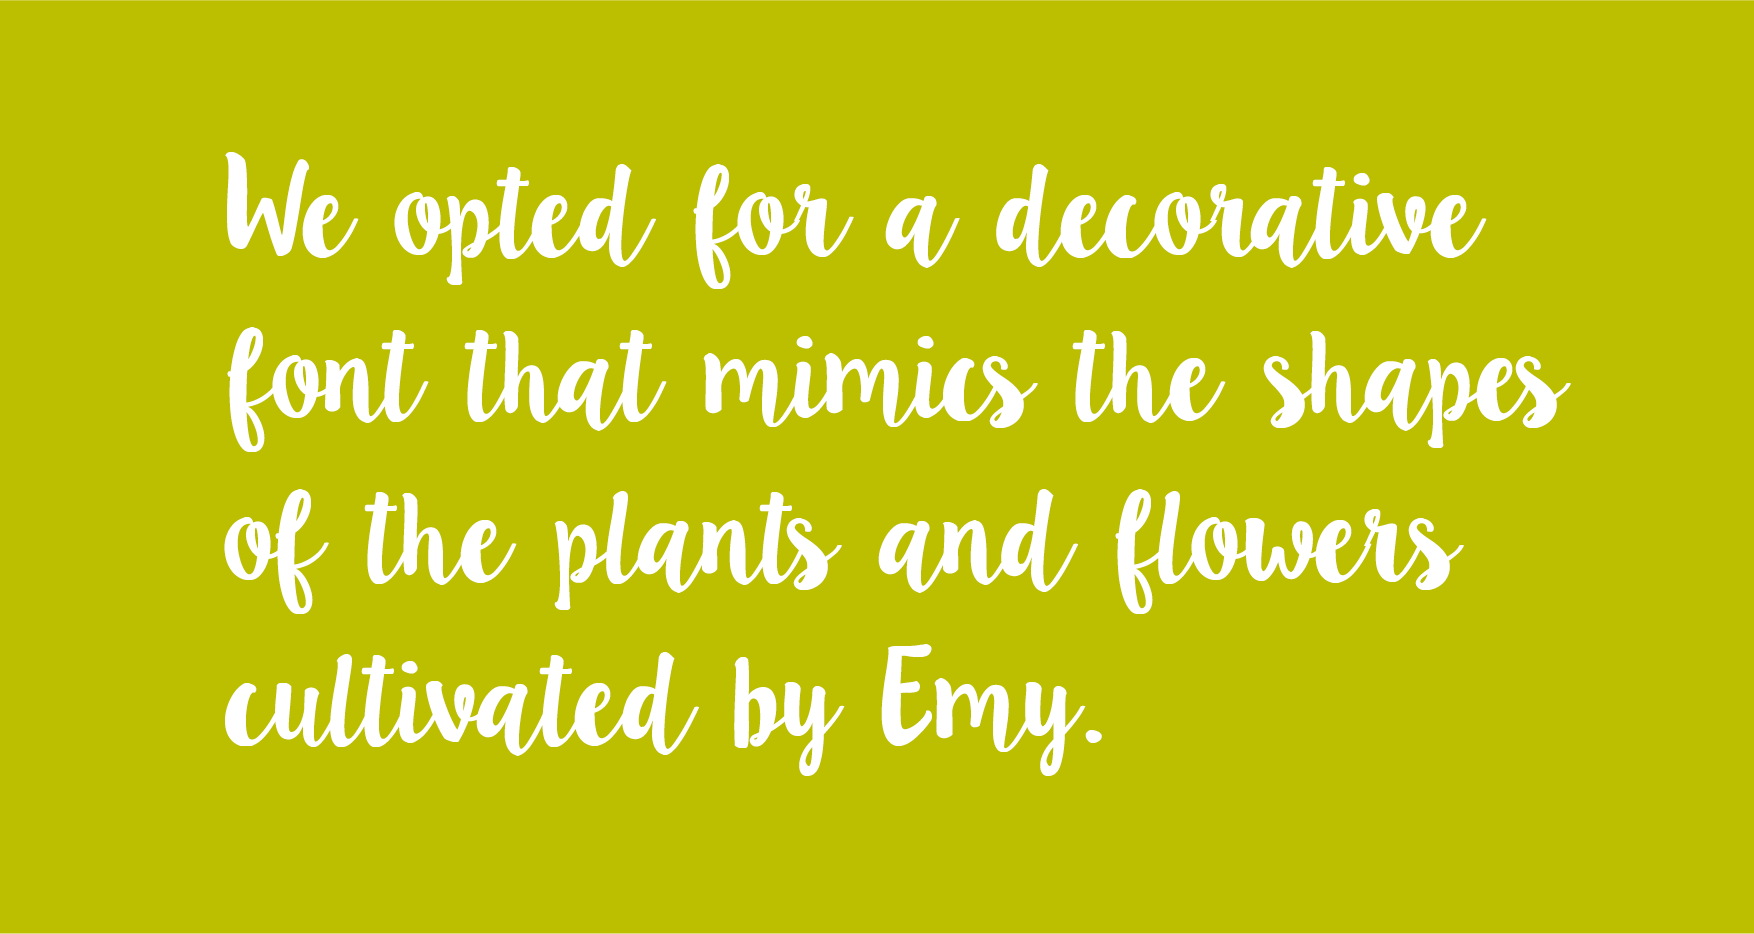 We opted for a decorative
font that mimics the shapes
of the plants and flowers
cultivated by Emy.